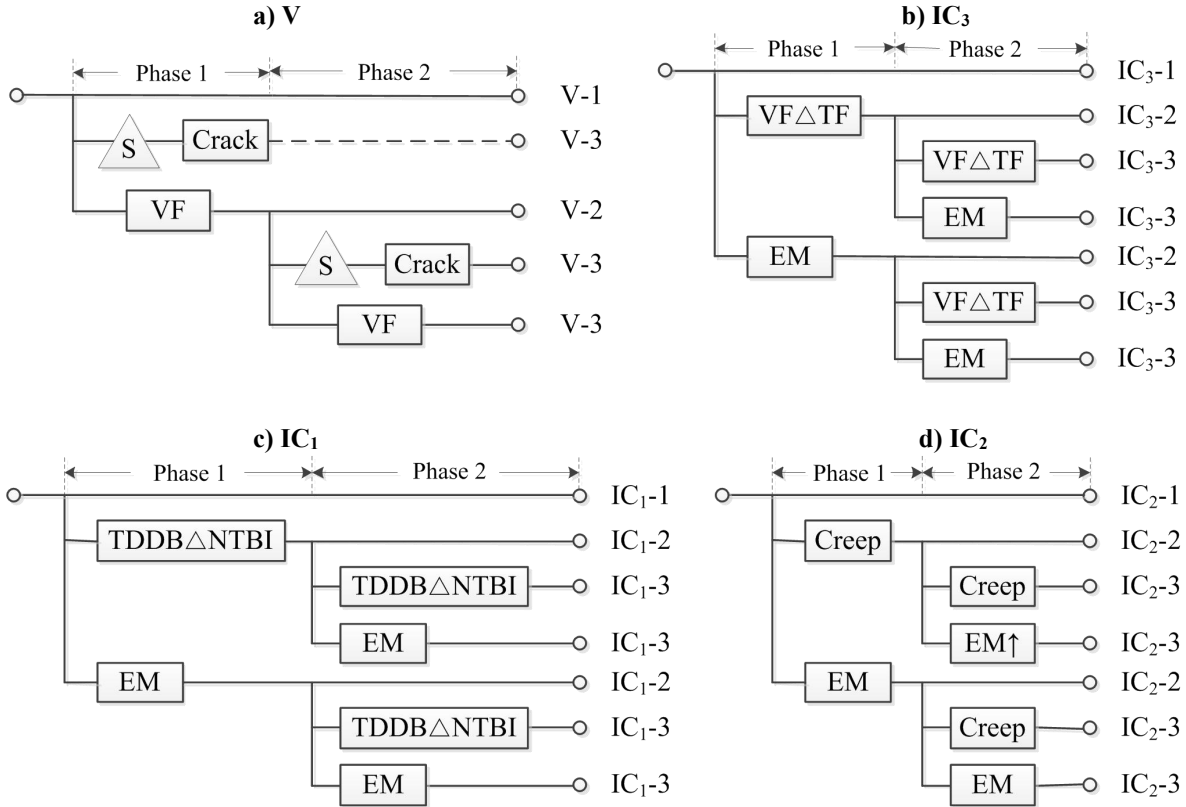 a) V
Phase 1
Phase 2
V-1
S
Crack
V-3
VF
V-2
S
Crack
V-3
VF
V-3
b) IC₃
Phase 1
Phase 2
IC₃-1
VF△TF
IC₃-2
VF△TF
IC₃-3
EM
IC₃-3
EM
IC₃-2
VF△TF
IC₃-3
EM
IC₃-3
c) IC₁
Phase 1
Phase 2
IC₁-1
TDDB△NTBI
IC₁-2
TDDB△NTBI
IC₁-3
EM
IC₁-3
EM
IC₁-2
TDDB△NTBI
IC₁-3
EM
IC₁-3
d) IC₂
Phase 1
Phase 2
IC₂-1
Creep
IC₂-2
Creep
IC₂-3
EM↑
IC₂-3
EM
IC₂-2
Creep
IC₂-3
EM
IC₂-3